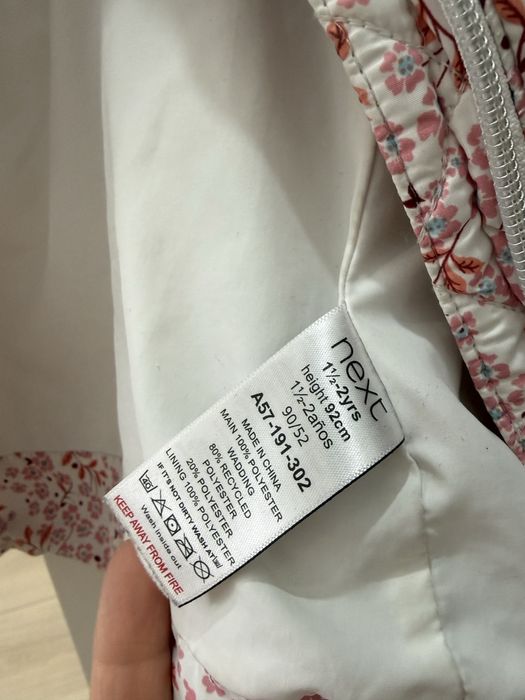 next
1½-2yrs
height 92cm
1½-2años
90/52
A57-191-302
MADE IN CHINA
MAIN 100% POLYESTER
WADDING
80% RECYCLED
POLYESTER
20% POLYESTER
LINING 100% POLYESTER
IF IT'S NOT DIRTY WASH AT
Wash inside out
KEEP AWAY FROM FIRE